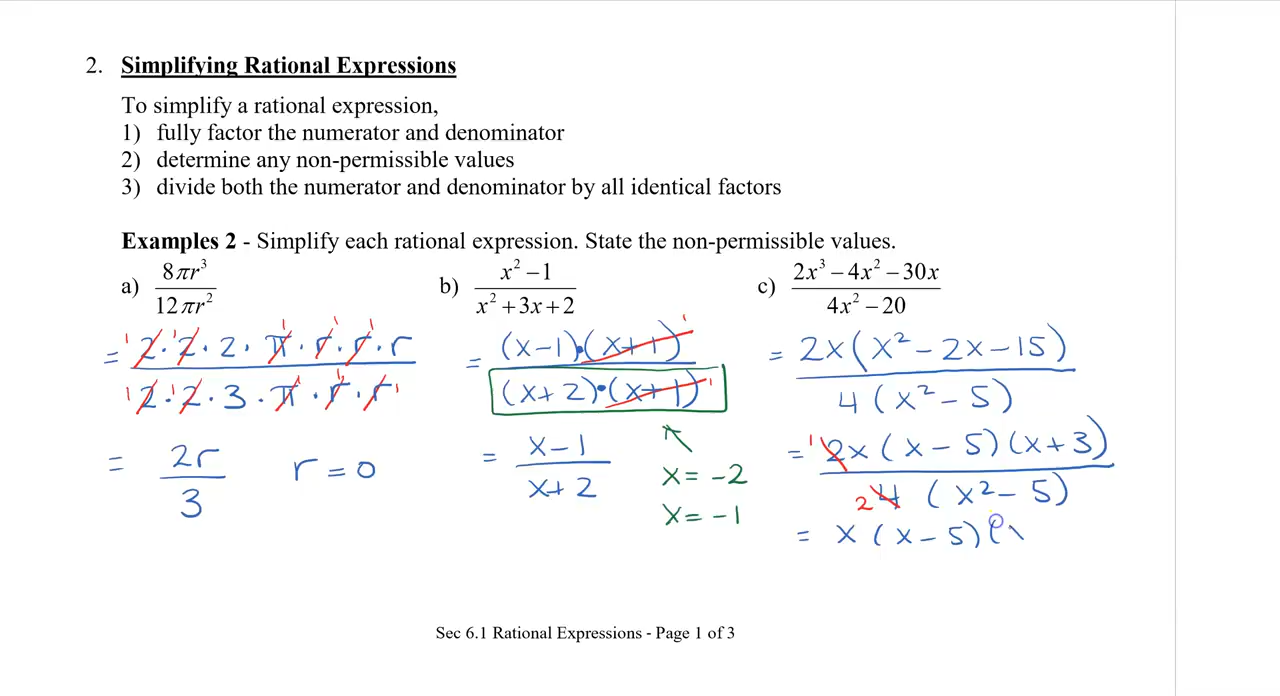 2. Simplifying Rational Expressions
To simplify a rational expression,
1) fully factor the numerator and denominator
2) determine any non-permissible values
3) divide both the numerator and denominator by all identical factors
Examples 2 - Simplify each rational expression. State the non-permissible values.
a) 8πr³ / 12πr²
= 2·2·2·π·r·r·r / 2·2·3·π·r·r
= 2r / 3 r = 0
b) x² − 1 / x² + 3x + 2
= (x−1)·(x+1) / (x+2)·(x+1)
= x−1 / x+2
x = −2
x = −1
c) 2x³ − 4x² − 30x / 4x² − 20
= 2x(x² − 2x − 15) / 4(x² − 5)
= 2x(x − 5)(x + 3) / 4(x² − 5)
1
2
= x(x − 5)(
Sec 6.1 Rational Expressions - Page 1 of 3